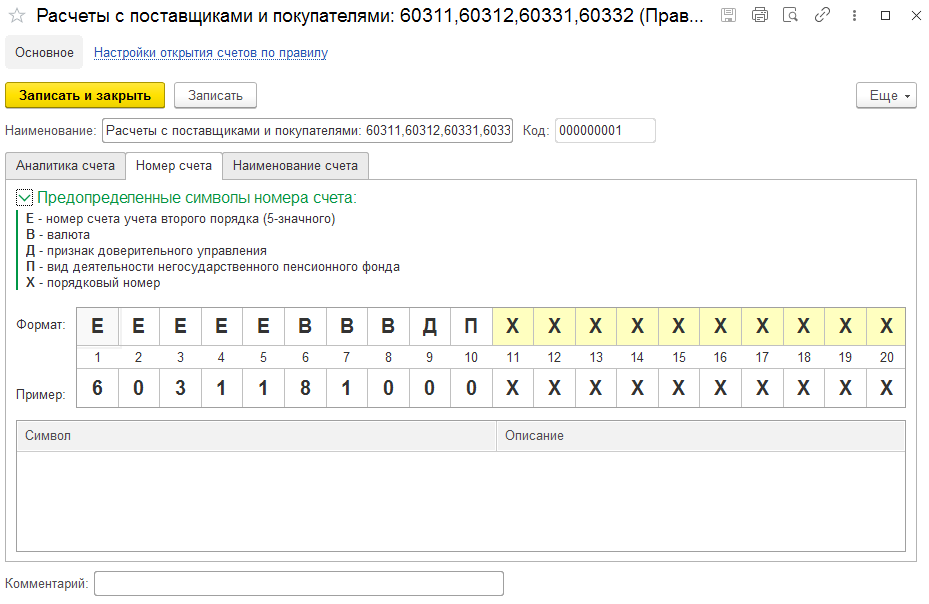 Расчеты с поставщиками и покупателями: 60311,60312,60331,60332 (Прав...
Основное Настройки открытия счетов по правилу
Записать и закрыть Записать Еще
Наименование: Расчеты с поставщиками и покупателями: 60311,60312,60331,6033 Код: 000000001
Аналитика счета Номер счета Наименование счета
Предопределенные символы номера счета:
Е - номер счета учета второго порядка (5-значного)
В - валюта
Д - признак доверительного управления
П - вид деятельности негосударственного пенсионного фонда
Х - порядковый номер
Формат: Е Е Е Е Е В В В Д П Х Х Х Х Х Х Х Х Х Х
1 2 3 4 5 6 7 8 9 10 11 12 13 14 15 16 17 18 19 20
Пример: 6 0 3 1 1 8 1 0 0 0 Х Х Х Х Х Х Х Х Х Х
Символ Описание
Комментарий: